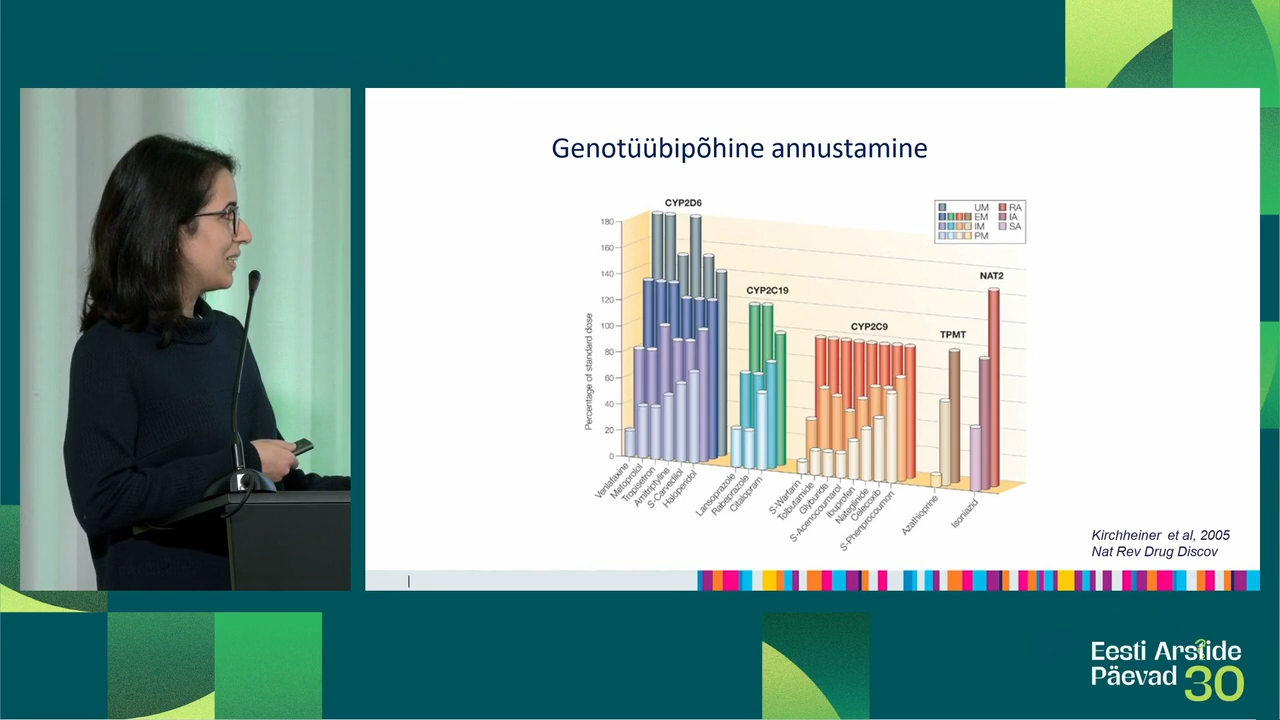 Genotüübipõhine annustamine
CYP2D6
CYP2C19
CYP2C9
TPMT
NAT2
UM
EM
IM
PM
RA
IA
SA
Percentage of standard dose
180
160
140
120
100
80
60
40
20
0
Venlafaxine
Metoprolol
Tropisetron
Amitriptyline
S-Carvedilol
Haloperidol
Lansoprazole
Rabeprazole
Citalopram
S-Warfarin
Tolbutamide
Glyburide
S-Acenocoumarol
Ibuprofen
Nateglinide
Celecoxib
S-Phenprocoumon
Azathioprine
Isoniazid
Kirchheiner et al, 2005
Nat Rev Drug Discov
Eesti Arstide
Päevad 30